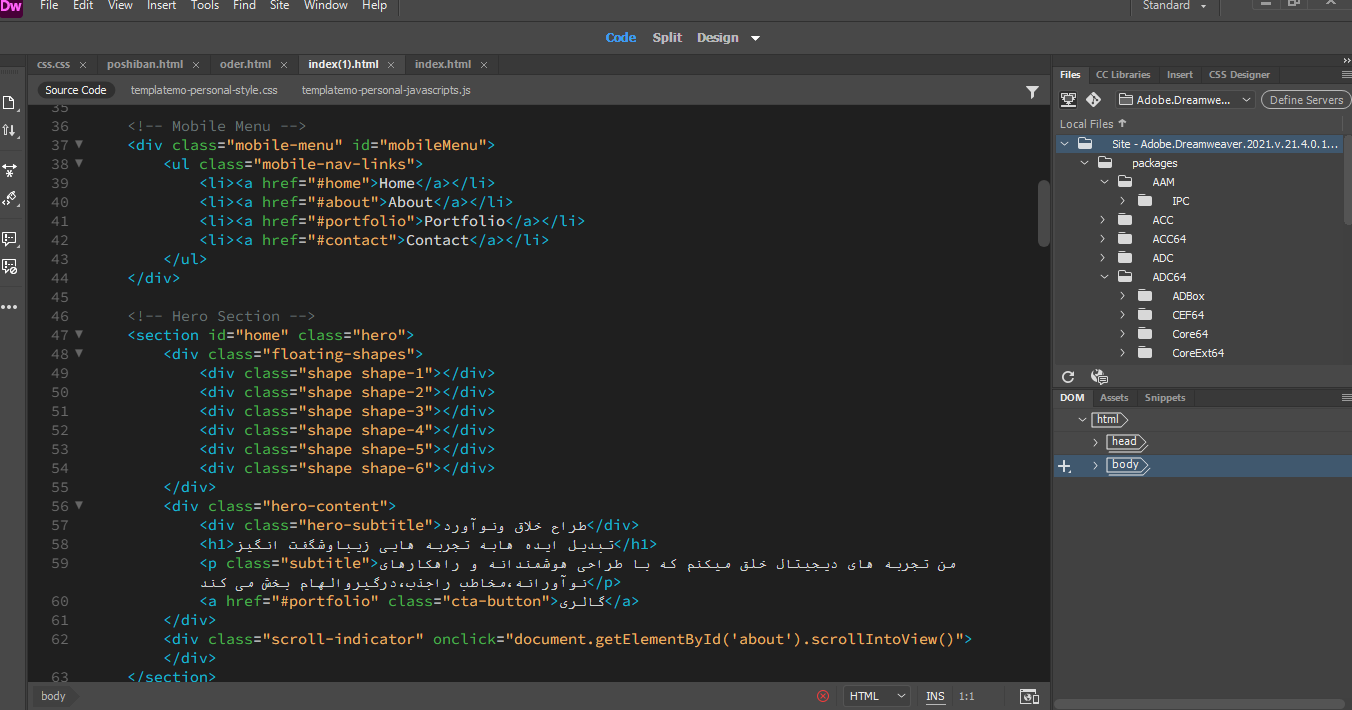 Dw File Edit View Insert Tools Find Site Window Help Standard
Code Split Design
css.css × poshiban.html × oder.html × index(1).html × index.html ×
Source Code templatemo-personal-style.css templatemo-personal-javascripts.js
35
36 <!-- Mobile Menu -->
37 <div class="mobile-menu" id="mobileMenu">
38 <ul class="mobile-nav-links">
39 <li><a href="#home">Home</a></li>
40 <li><a href="#about">About</a></li>
41 <li><a href="#portfolio">Portfolio</a></li>
42 <li><a href="#contact">Contact</a></li>
43 </ul>
44 </div>
45
46 <!-- Hero Section -->
47 <section id="home" class="hero">
48 <div class="floating-shapes">
49 <div class="shape shape-1"></div>
50 <div class="shape shape-2"></div>
51 <div class="shape shape-3"></div>
52 <div class="shape shape-4"></div>
53 <div class="shape shape-5"></div>
54 <div class="shape shape-6"></div>
55 </div>
56 <div class="hero-content">
57 <div class="hero-subtitle">طراح خلاق ونوآورد</div>
58 <h1>تبدیل ایده هابه تجربه هایی زیباوشگفت انگیز</h1>
59 <p class="subtitle">من تجربه های دیجیتال خلق میکنم که با طراحی هوشمندانه و راهکارهای
نوآورانه،مخاطب راجذب،درگیروالهام بخش می کند</p>
60 <a href="#portfolio" class="cta-button">گالری</a>
61 </div>
62 <div class="scroll-indicator" onclick="document.getElementById('about').scrollIntoView()">
</div>
63 </section>
body HTML INS 1:1
Files CC Libraries Insert CSS Designer
Adobe.Dreamwe... Define Servers
Local Files
Site - Adobe.Dreamweaver.2021.v.21.4.0.1...
packages
AAM
IPC
ACC
ACC64
ADC
ADC64
ADBox
CEF64
Core64
CoreExt64
DOM Assets Snippets
html
head
body